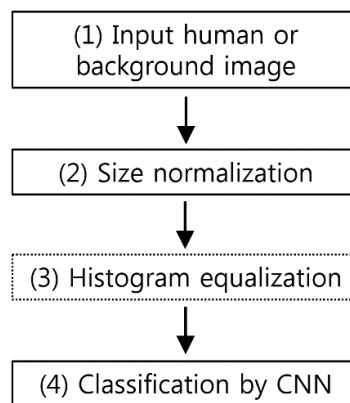 (1) Input human or
background image
(2) Size normalization
(3) Histogram equalization
(4) Classification by CNN